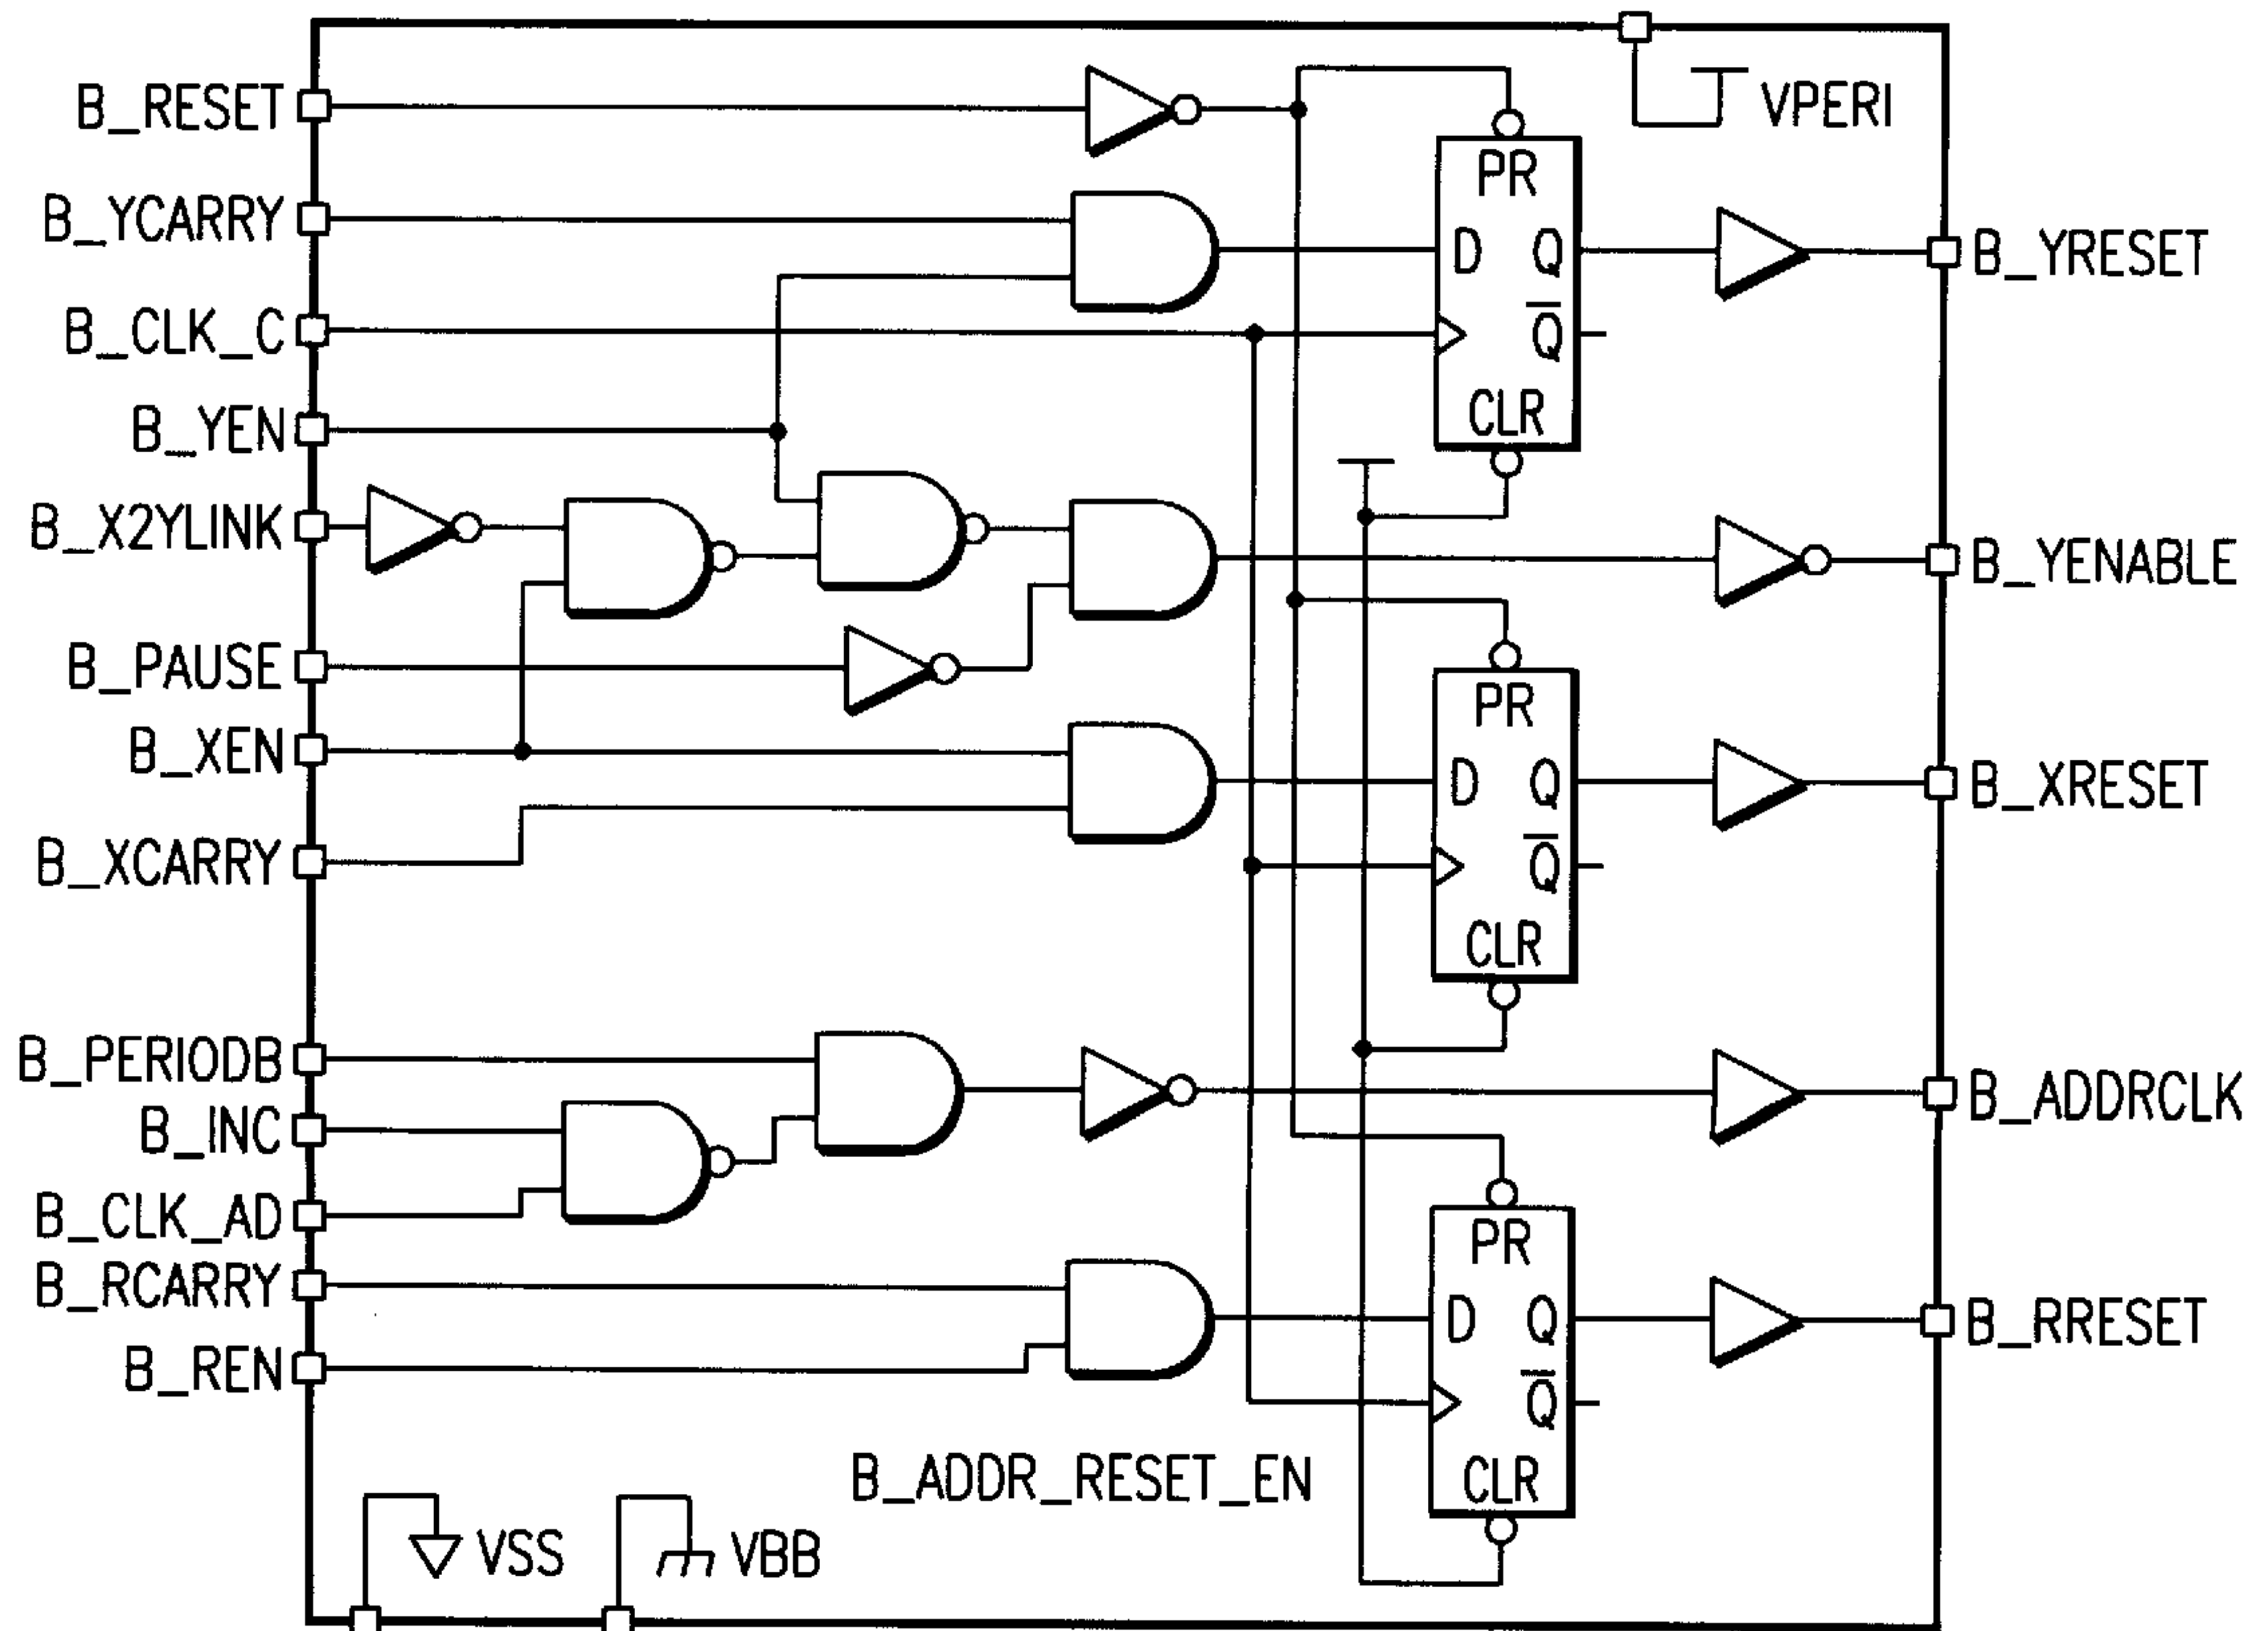 B_RESET
B_YCARRY
B_CLK_C
B_YEN
B_X2YLINK
B_PAUSE
B_XEN
B_XCARRY
B_PERIODB
B_INC
B_CLK_AD
B_RCARRY
B_REN
VPERI
PR
D Q
Q̅
CLR
PR
D Q
Q̅
CLR
PR
D Q
Q̅
CLR
B_YRESET
B_YENABLE
B_XRESET
B_ADDRCLK
B_RRESET
B_ADDR_RESET_EN
VSS
VBB